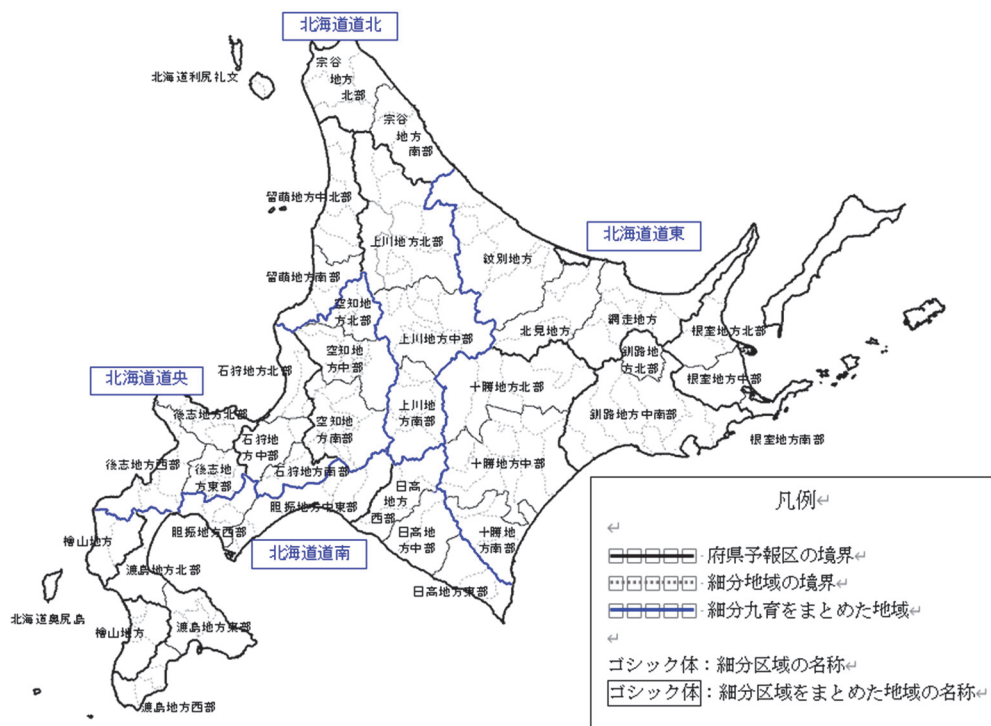 北海道道北
宗谷
地方
北部
北海道利尻礼文
宗谷
地方
南部
留萌地方中北部
上川地方北部
北海道道東
紋別地方
留萌地方南部
空知地
方北部
北見地方
網走地方
根室地方北部
上川地方中部
空知地
方中部
釧路地
方北部
石狩地方北部
十勝地方北部
根室地方中部
北海道道央
上川地
方南部
後志地方北部
空知地
方南部
釧路地方中南部
根室地方南部
石狩地
方中部
後志地方西部
後志地
方東部
石狩地方南部
十勝地方中部
日高
地方
西部
胆振地方中東部
胆振地方西部
檜山地方
北海道道南
日高地
方中部
十勝地
方南部
渡島地方北部
日高地方東部
北海道奥尻島
檜山地方
渡島地方東部
渡島地方西部
凡例↵
↵
府県予報区の境界↵
細分地域の境界↵
細分九育をまとめた地域↵
↵
ゴシック体：細分区域の名称↵
ゴシック体：細分区域をまとめた地域の名称↵